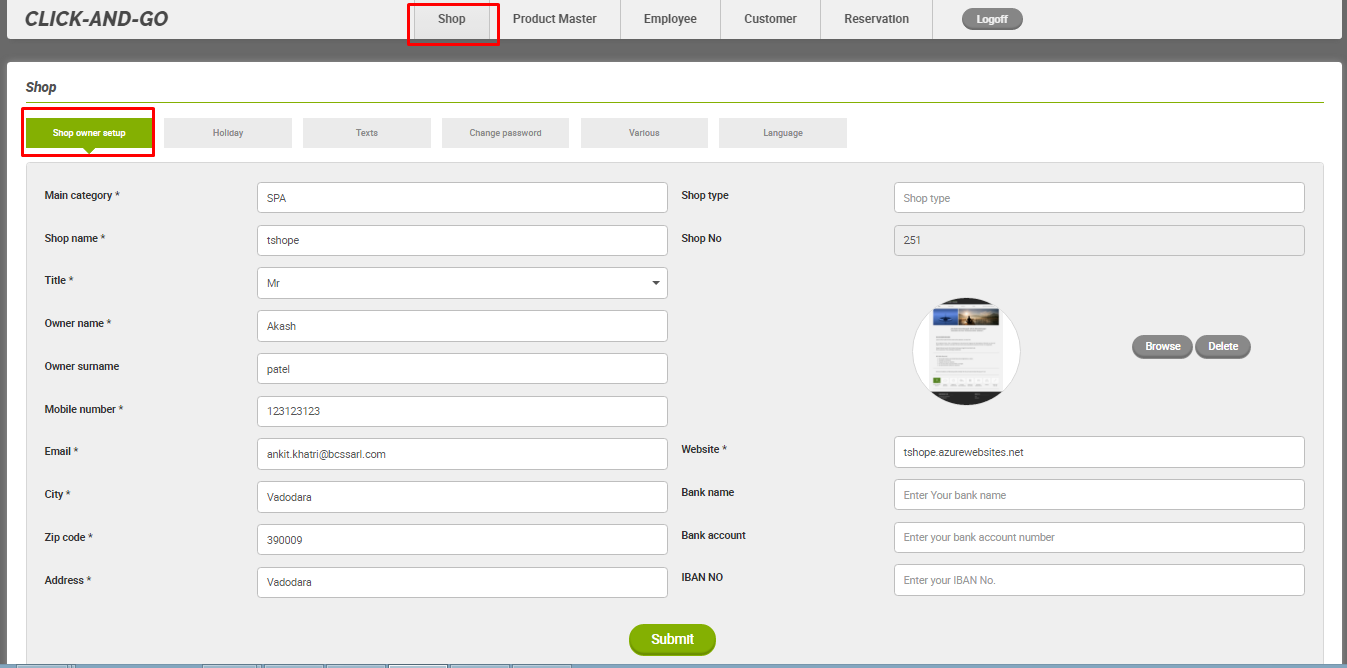 CLICK-AND-GO
Shop Product Master Employee Customer Reservation Logoff
Shop
Shop owner setup Holiday Texts Change password Various Language
Main category * SPA Shop type Shop type
Shop name * tshope Shop No 251
Title * Mr
Owner name * Akash
Browse Delete
Owner surname patel
Mobile number * 123123123
Email * ankit.khatri@bcssarl.com Website * tshope.azurewebsites.net
City * Vadodara Bank name Enter Your bank name
Zip code * 390009 Bank account Enter your bank account number
Address * Vadodara IBAN NO Enter your IBAN No.
Submit